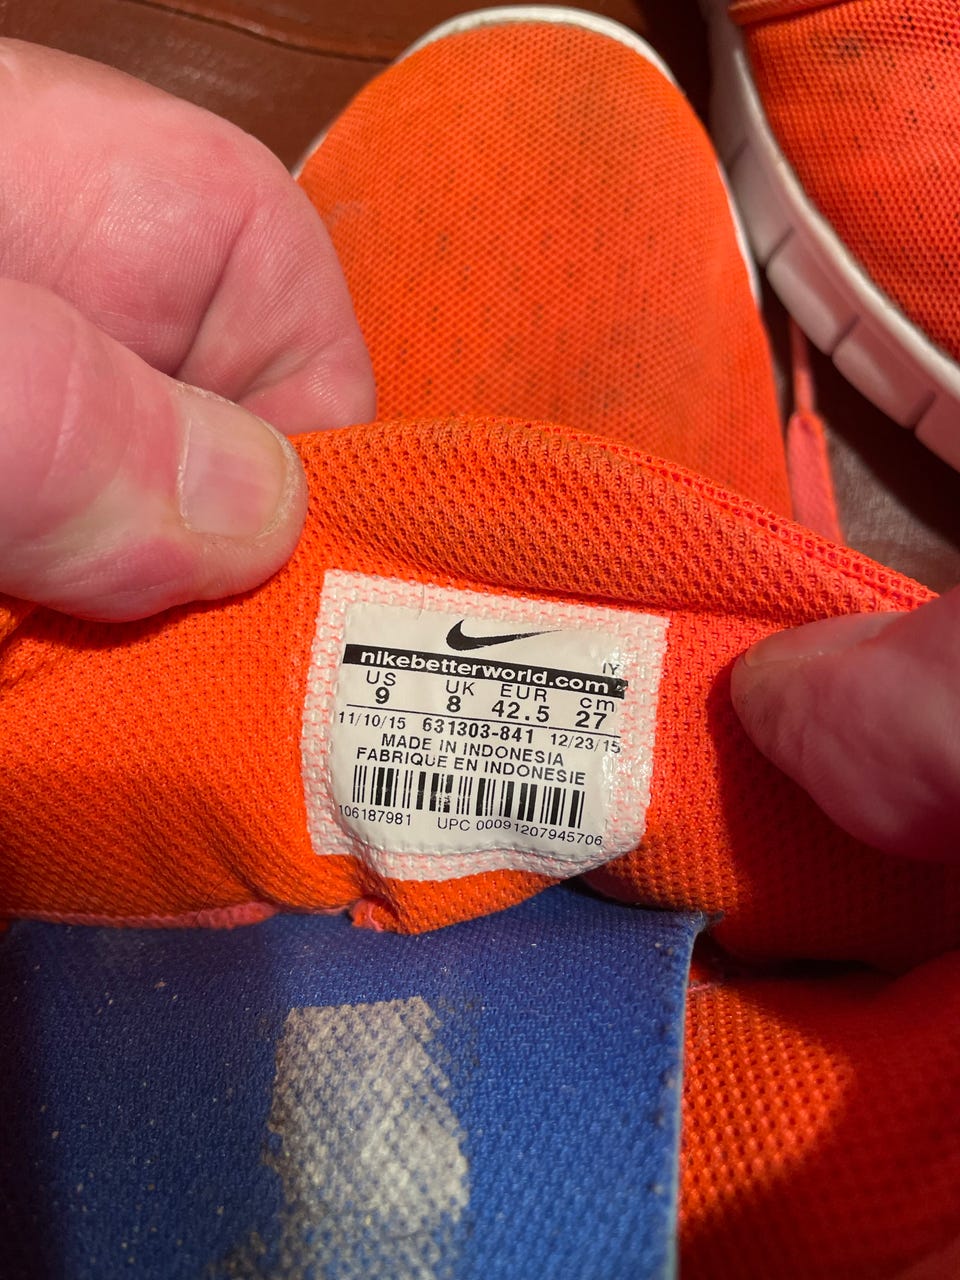 IY
nikebetterworld.com
US UK EUR cm
9 8 42.5 27
11/10/15 631303-841 12/23/15
MADE IN INDONESIA
FABRIQUE EN INDONESIE
106187981 UPC 00091207945706